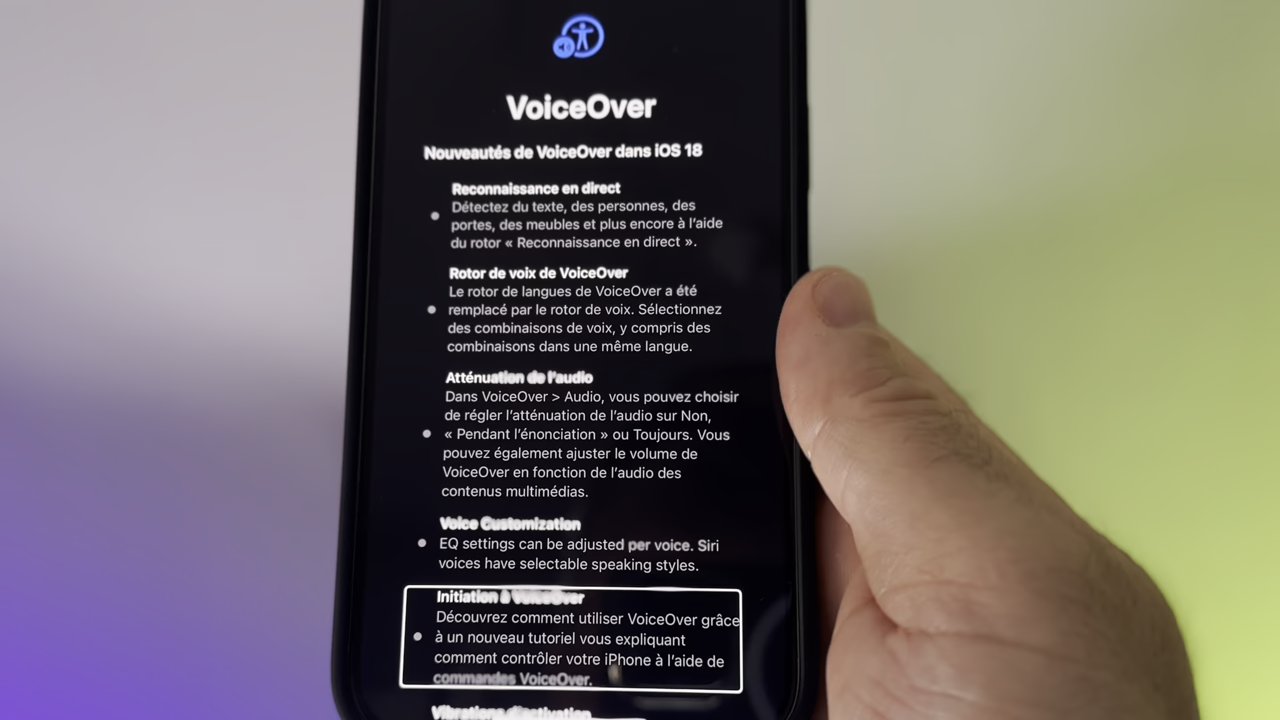 VoiceOver
Nouveautés de VoiceOver dans iOS 18
Reconnaissance en direct
Détectez du texte, des personnes, des
portes, des meubles et plus encore à l'aide
du rotor « Reconnaissance en direct ».
Rotor de voix de VoiceOver
Le rotor de langues de VoiceOver a été
remplacé par le rotor de voix. Sélectionnez
des combinaisons de voix, y compris des
combinaisons dans une même langue.
Atténuation de l'audio
Dans VoiceOver > Audio, vous pouvez choisir
de régler l'atténuation de l'audio sur Non,
« Pendant l'énonciation » ou Toujours. Vous
pouvez également ajuster le volume de
VoiceOver en fonction de l'audio des
contenus multimédias.
Voice Customization
EQ settings can be adjusted per voice. Siri
voices have selectable speaking styles.
Initiation à VoiceOver
Découvrez comment utiliser VoiceOver grâce
à un nouveau tutoriel vous expliquant
comment contrôler votre iPhone à l'aide de
commandes VoiceOver.
Vibrations d'activation